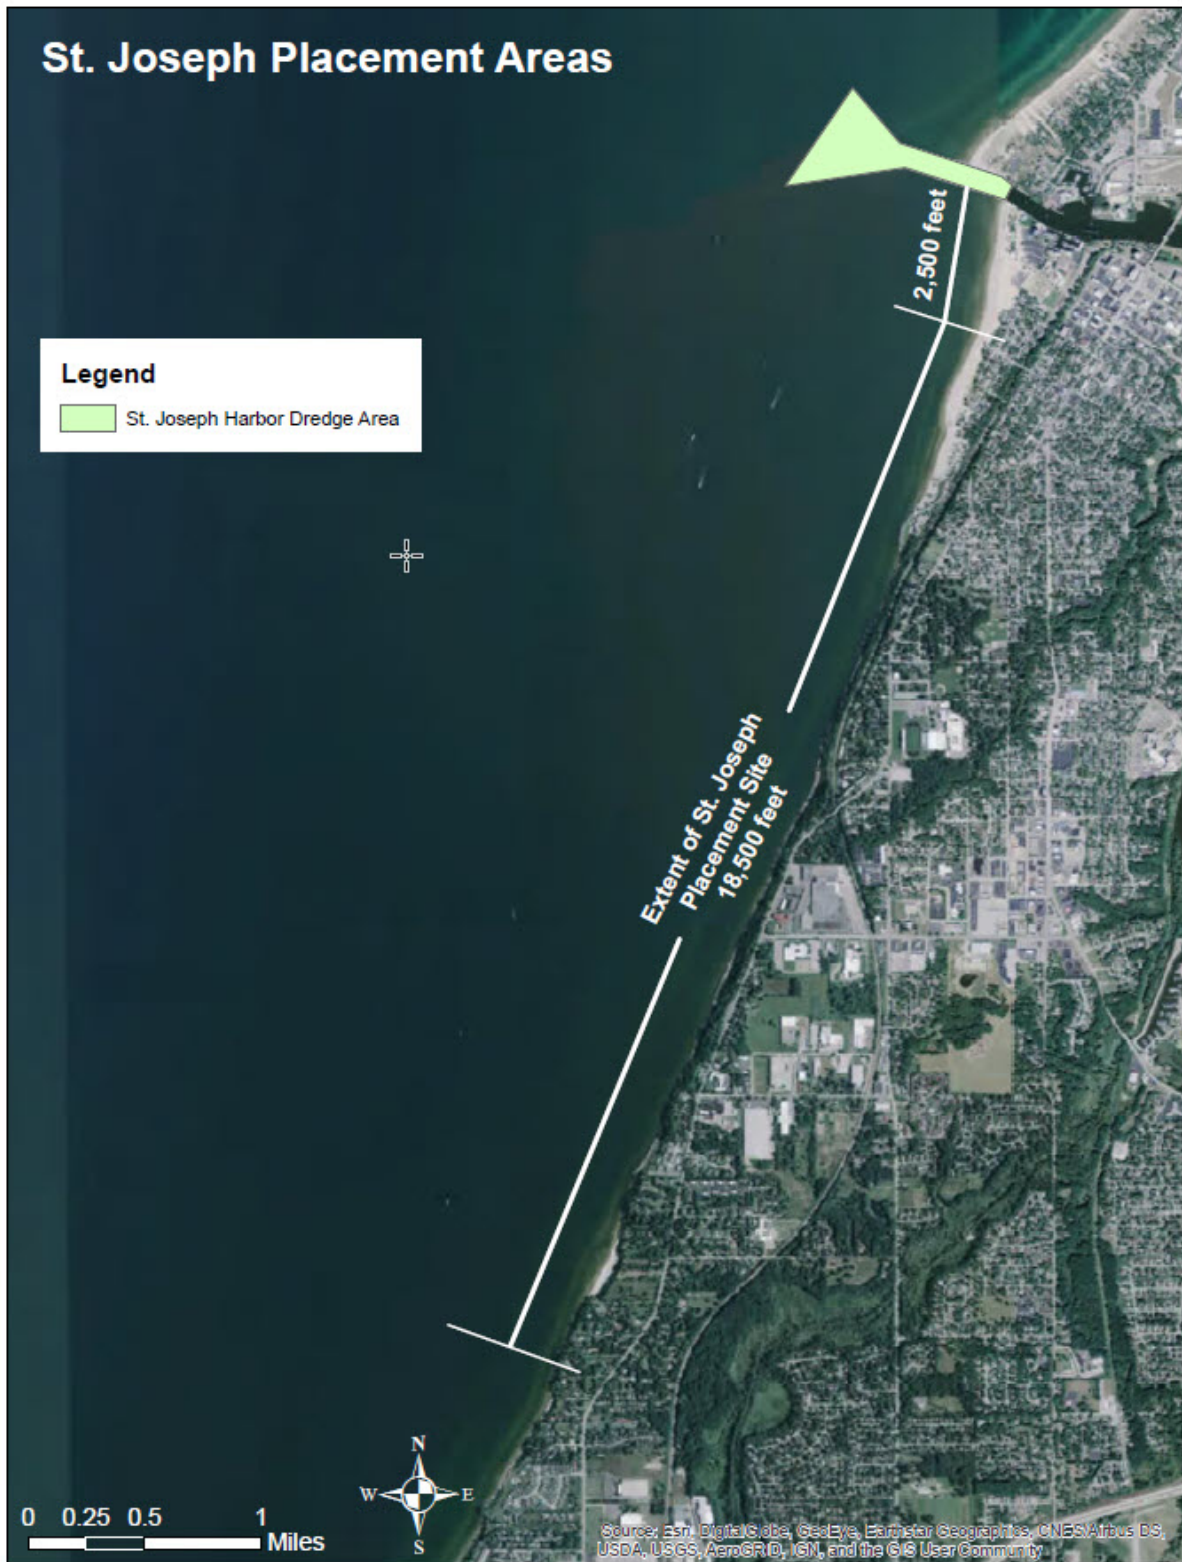 St. Joseph Placement Areas
2,500 feet
Legend
St. Joseph Harbor Dredge Area
Extent of St. Joseph
Placement Site
18,500 feet
N
W E
S
0 0.25 0.5 1
Miles
Source: Esri, DigitalGlobe, GeoEye, Earthstar Geographics, CNES/Airbus DS,
USDA, USGS, AeroGRID, IGN, and the GIS User Community